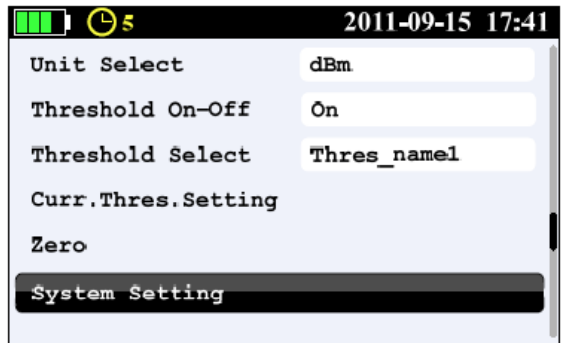 5 2011-09-15 17:41
Unit Select dBm
Threshold On-Off On
Threshold Select Thres_name1
Curr.Thres.Setting
Zero
System Setting